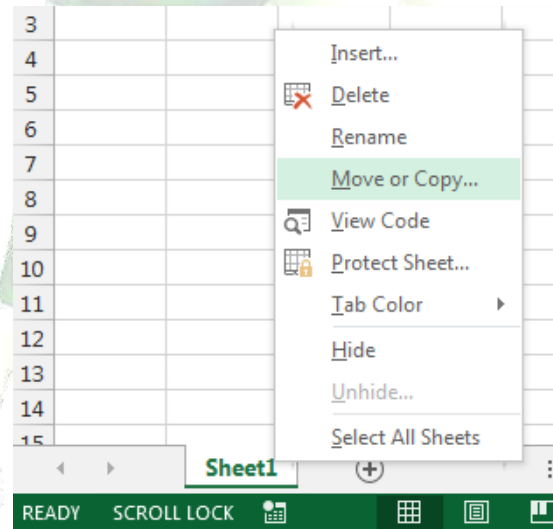 3
4
5
6
7
8
9
10
11
12
13
14
15
Insert...
Delete
Rename
Move or Copy...
View Code
Protect Sheet...
Tab Color
Hide
Unhide...
Select All Sheets
Sheet1
READY SCROLL LOCK